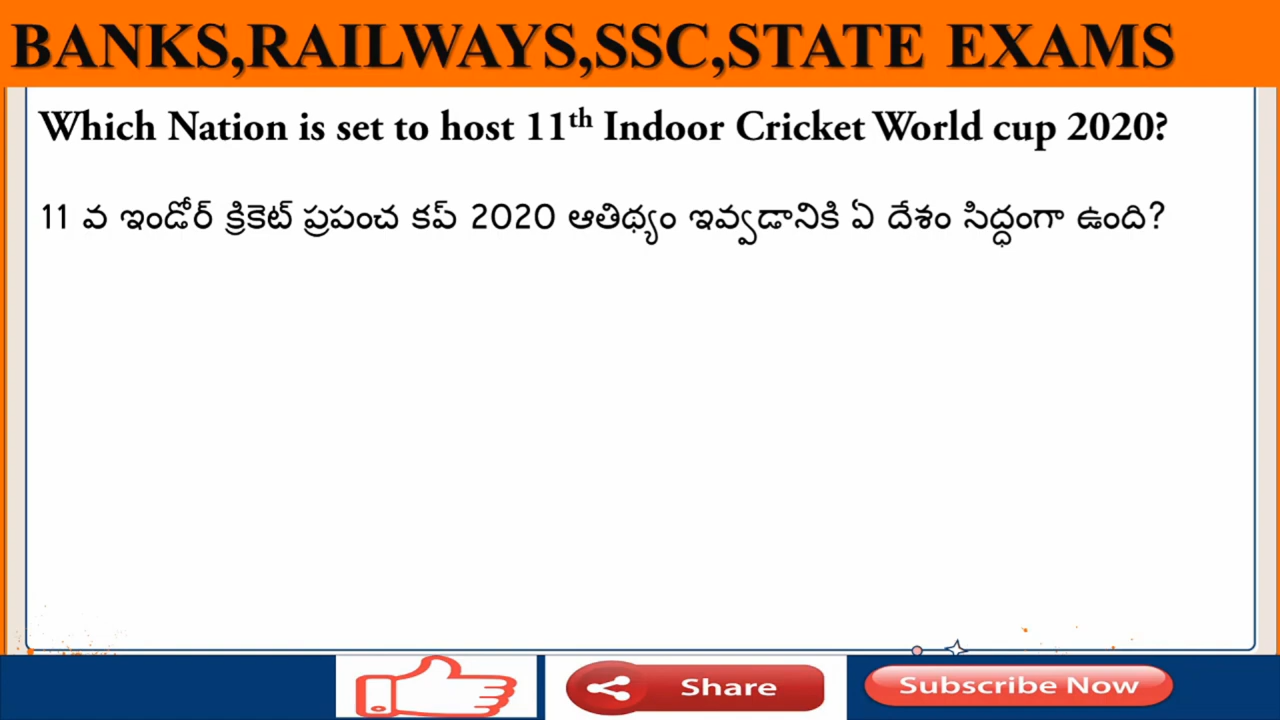 BANKS,RAILWAYS,SSC,STATE EXAMS
Which Nation is set to host 11th Indoor Cricket World cup 2020?
11 వ ఇండోర్ క్రికెట్ ప్రపంచ కప్ 2020 ఆతిథ్యం ఇవ్వడానికి ఏ దేశం సిద్ధంగా ఉంది?
Share
Subscribe Now